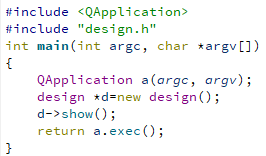 #include <QApplication>
#include "design.h"
int main(int argc, char *argv[])
{
    QApplication a(argc, argv);
    design *d=new design();
    d->show();
    return a.exec();
}